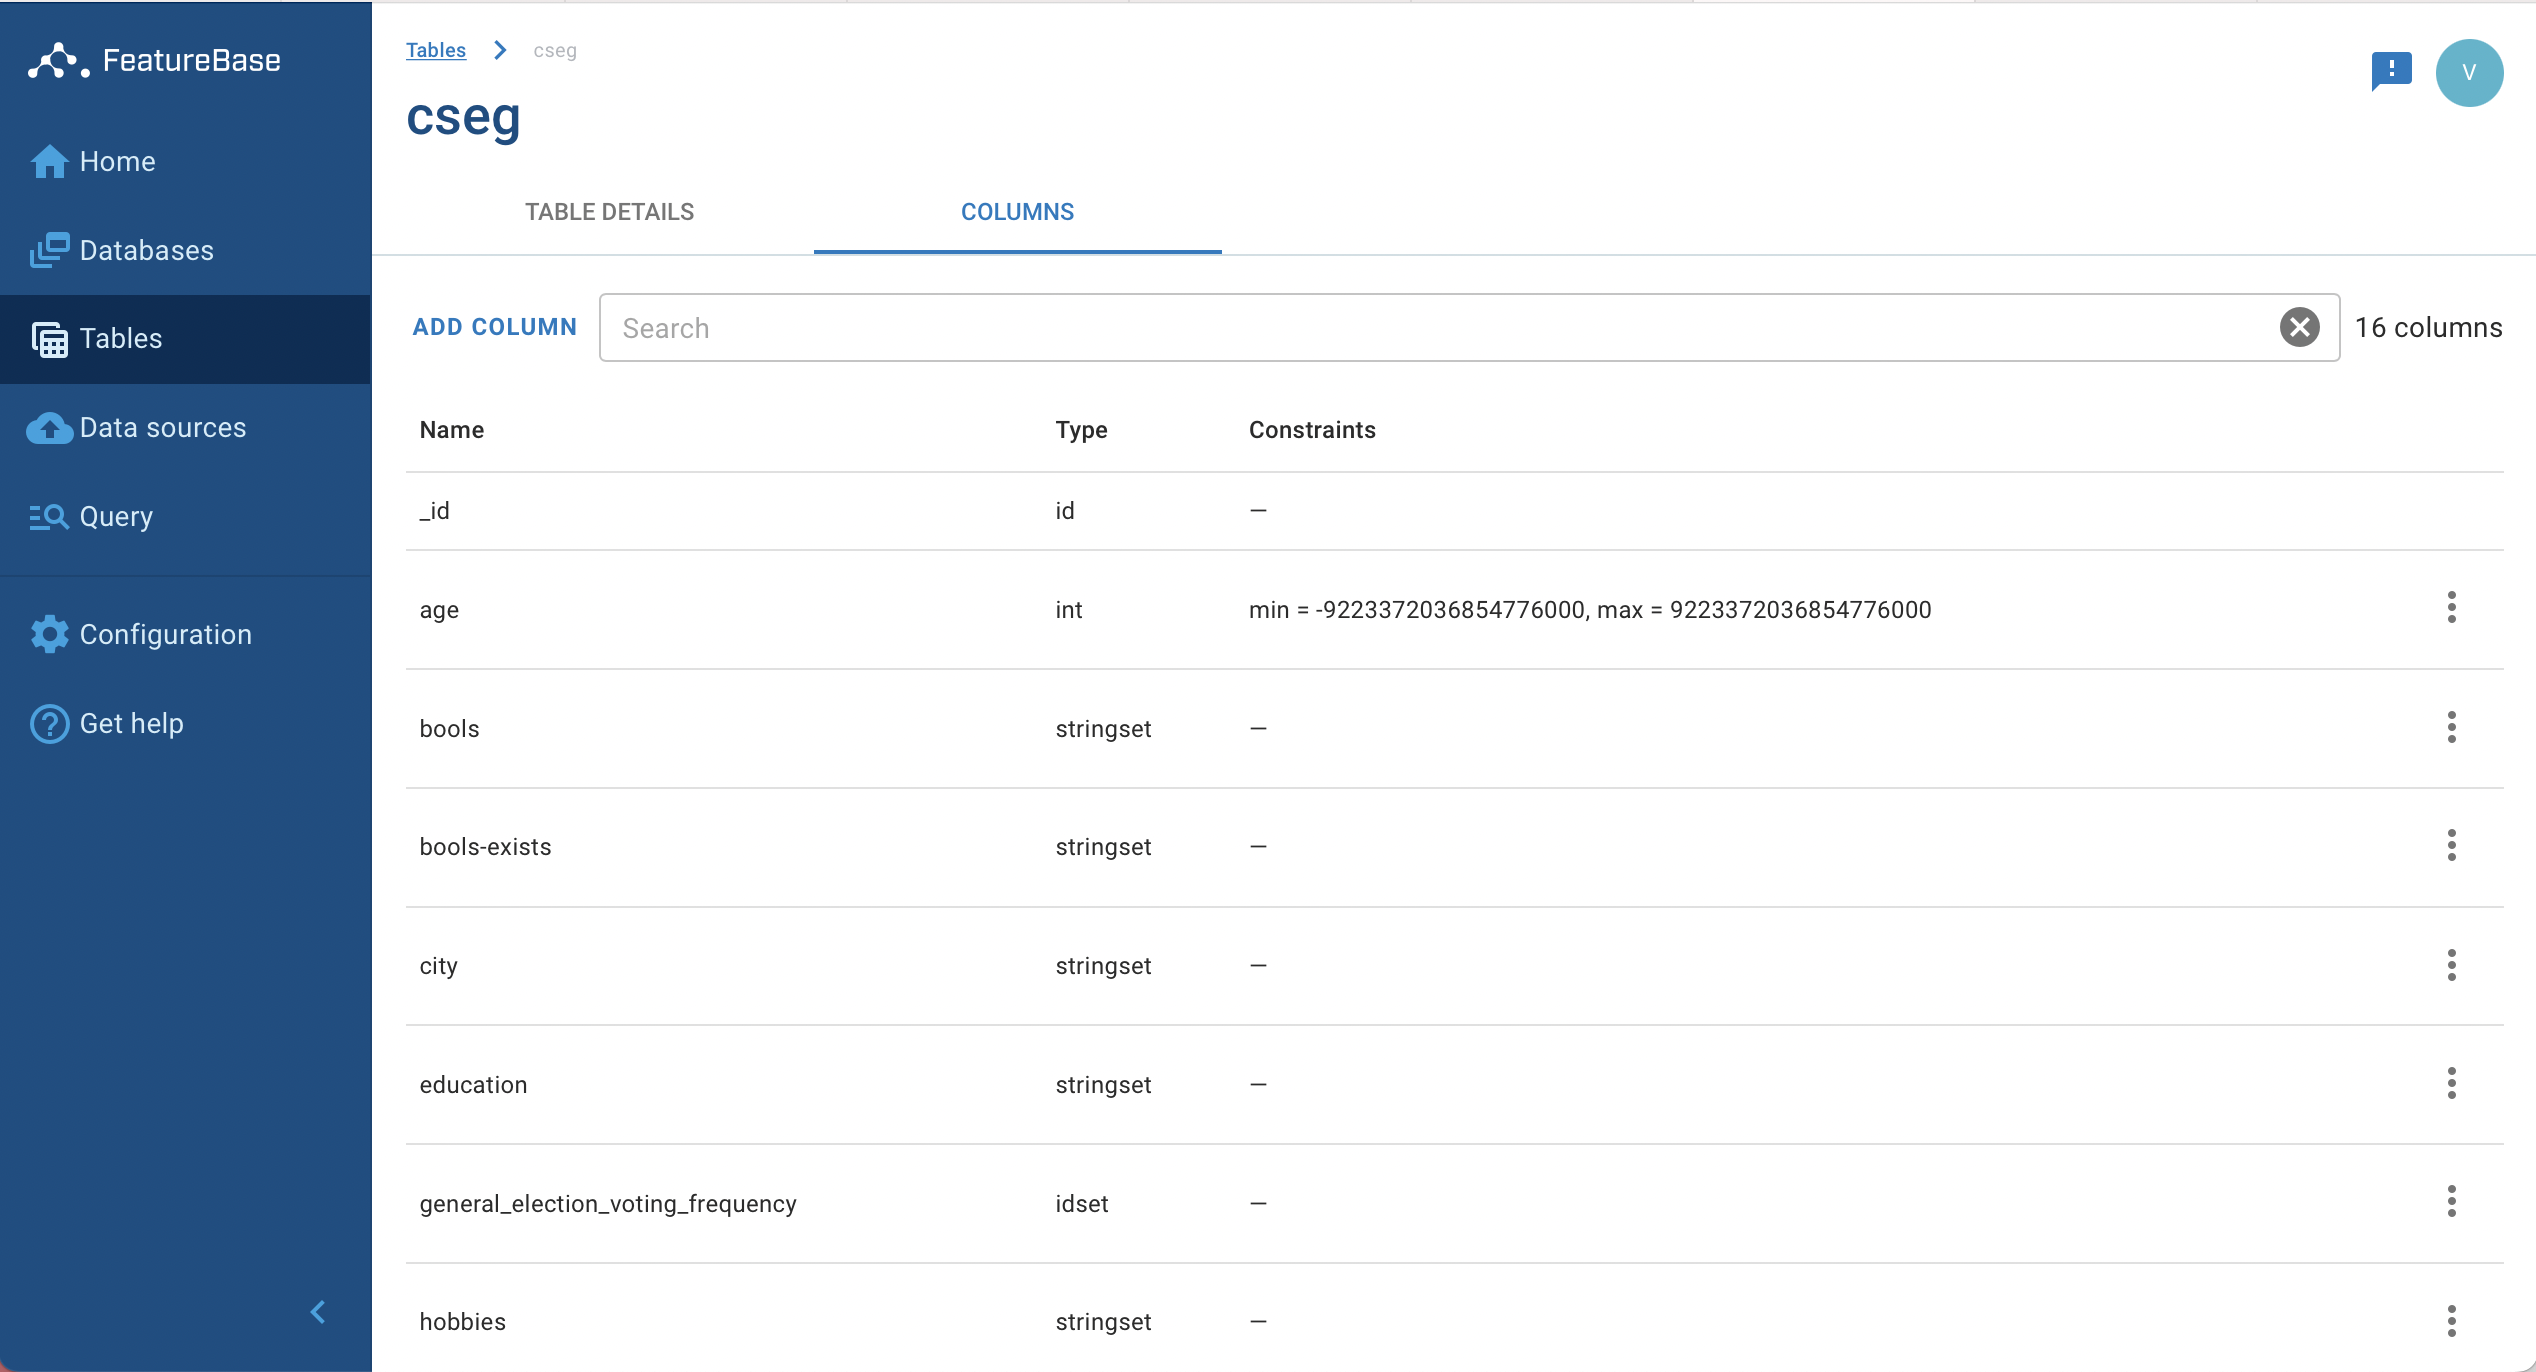 FeatureBase
Home
Databases
Tables
Data sources
Query
Configuration
Get help
Tables > cseg
V
cseg
TABLE DETAILS COLUMNS
ADD COLUMN Search 16 columns
Name Type Constraints
_id id —
age int min = -9223372036854776000, max = 9223372036854776000
bools stringset —
bools-exists stringset —
city stringset —
education stringset —
general_election_voting_frequency idset —
hobbies stringset —